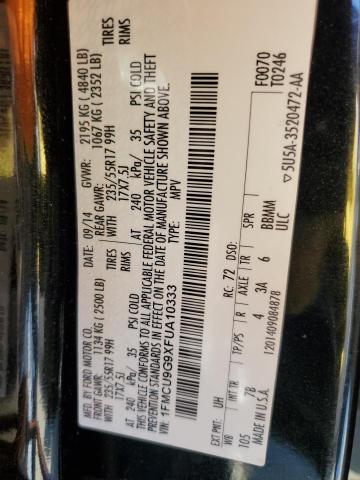 MFD. BY FORD MOTOR CO.
DATE: 09/14 GVWR: 2195 KG (4840 LB)
FRONT GAWR: 1134 KG (2500 LB) REAR GAWR: 1067 KG (2352 LB)
235/55R17 99H WITH 235/55R17 99H TIRES
17x7.5J WITH 17x7.5J RIMS
AT 240 kPa/ 35 PSI COLD AT 240 kPa/ 35 PSI COLD
THIS VEHICLE CONFORMS TO ALL APPLICABLE FEDERAL MOTOR VEHICLE SAFETY AND THEFT
PREVENTION STANDARDS IN EFFECT ON THE DATE OF MANUFACTURE SHOWN ABOVE.
VIN: 1FMCU9G9XFUA10333
TYPE: MPV
F0070
T0246
EXT PNT: UH RC: 72 DSO:
WB INT TR TP/PS R AXLE TR SPR
105 7B 4 3A 6 BBMM
MADE IN U.S.A. ULC
1201409084878
5U5A-3520472-AA